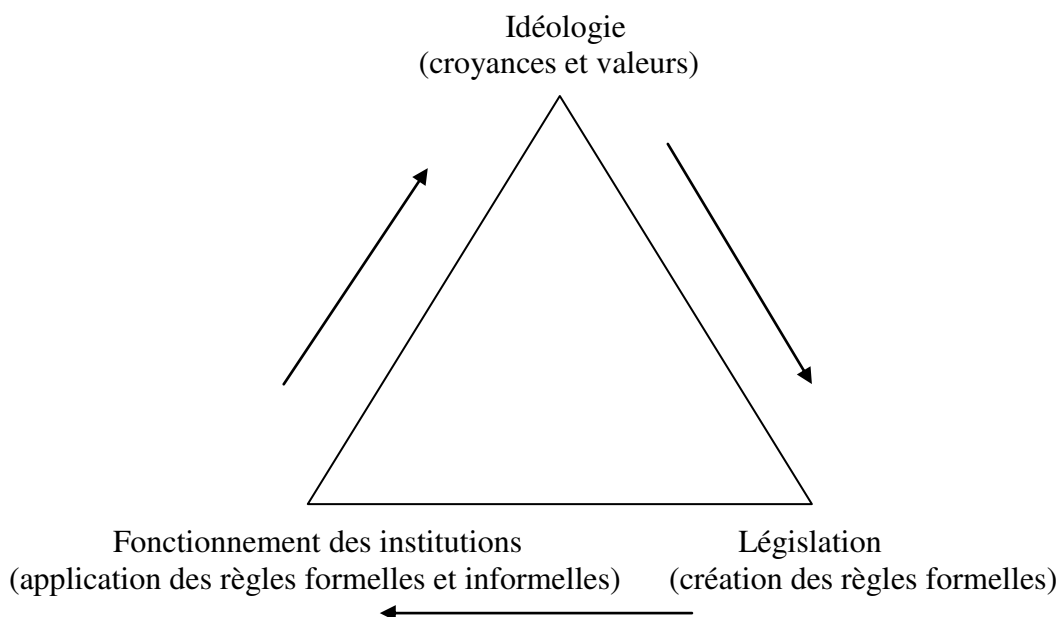 Idéologie
(croyances et valeurs)
Fonctionnement des institutions
(application des règles formelles et informelles)
Législation
(création des règles formelles)